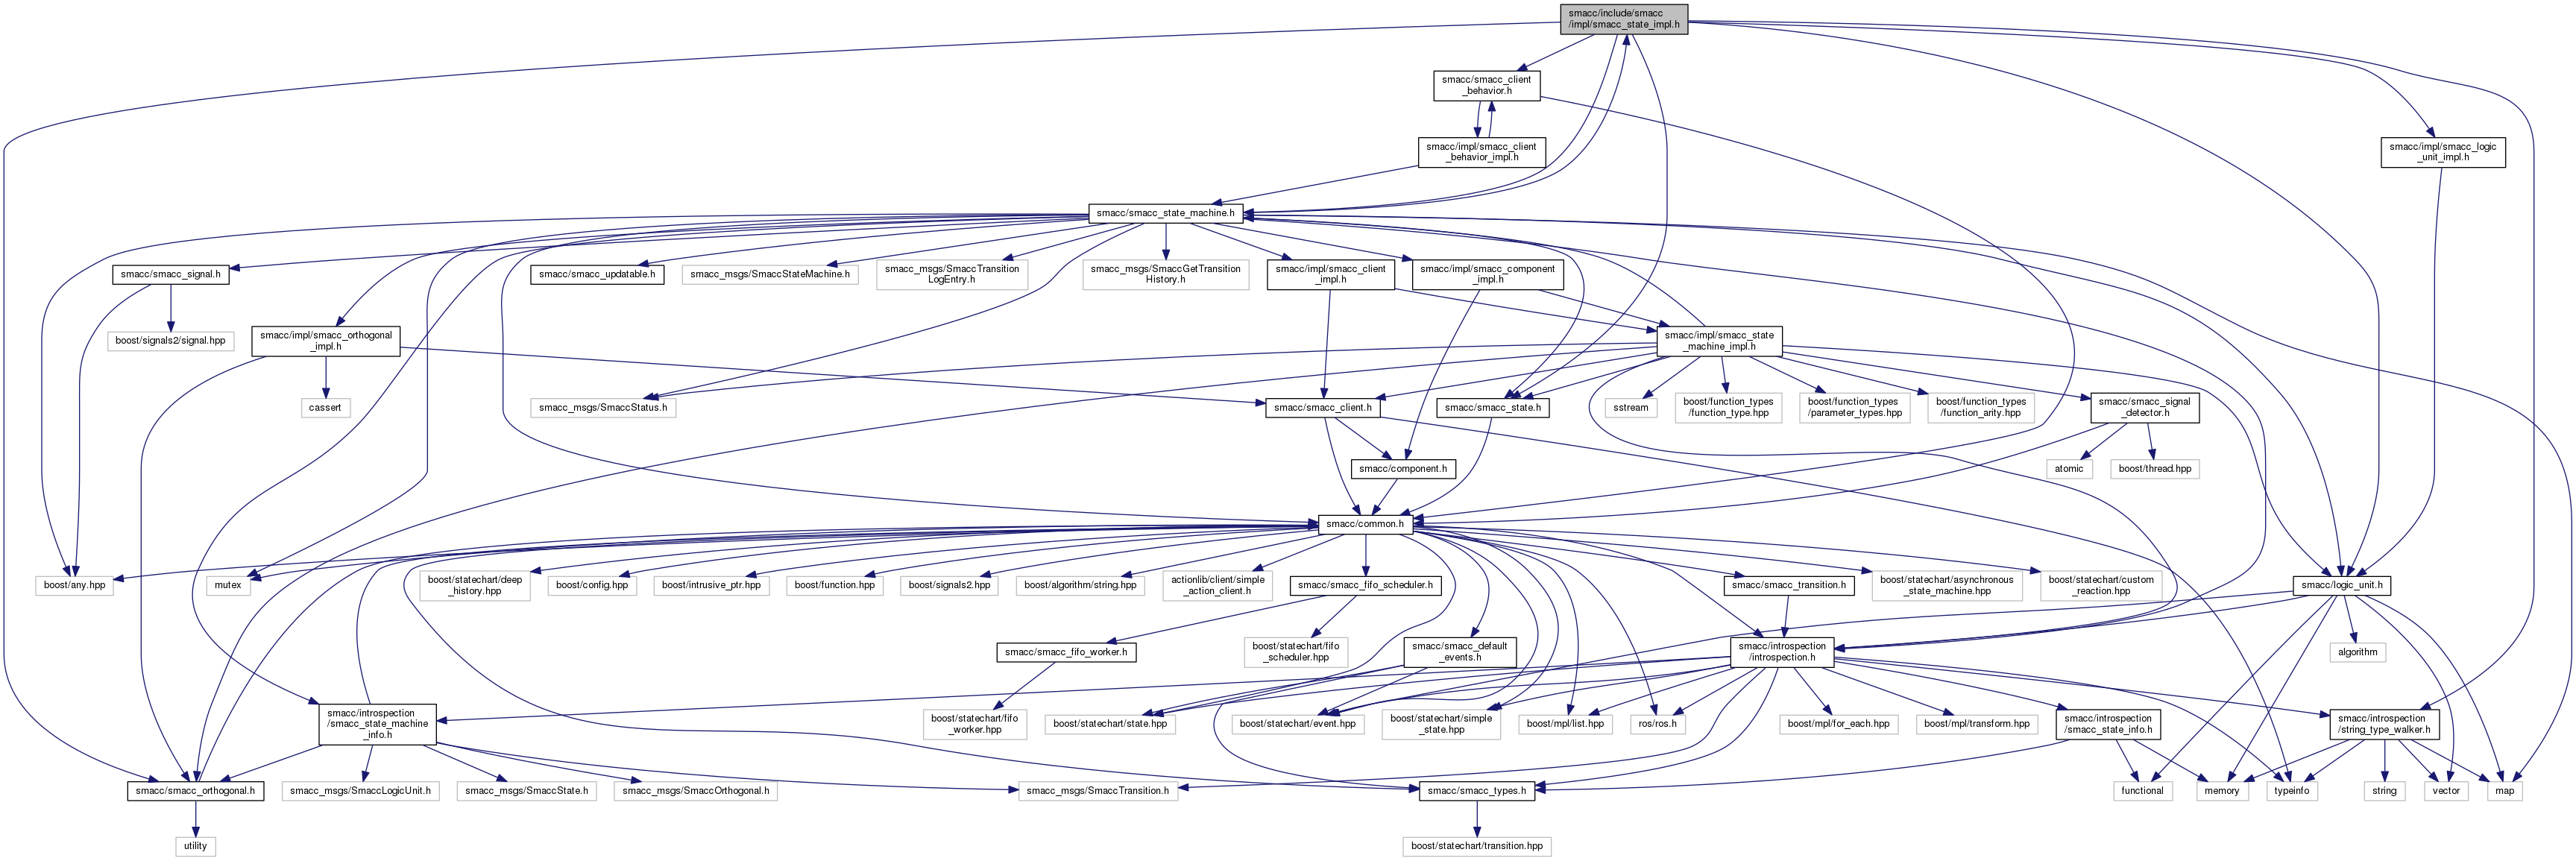 smacc/include/smacc
/impl/smacc_state_impl.h
smacc/smacc_client
_behavior.h
smacc/impl/smacc_client
_behavior_impl.h
smacc/impl/smacc_logic
_unit_impl.h
smacc/smacc_state_machine.h
smacc/smacc_signal.h
smacc/smacc_updatable.h
smacc_msgs/SmaccStateMachine.h
smacc_msgs/SmaccTransition
LogEntry.h
smacc_msgs/SmaccGetTransition
History.h
smacc/impl/smacc_client
_impl.h
smacc/impl/smacc_component
_impl.h
boost/signals2/signal.hpp
smacc/impl/smacc_orthogonal
_impl.h
smacc/impl/smacc_state
_machine_impl.h
cassert
smacc_msgs/SmaccStatus.h
smacc/smacc_client.h
smacc/smacc_state.h
sstream
boost/function_types
/function_type.hpp
boost/function_types
/parameter_types.hpp
boost/function_types
/function_arity.hpp
smacc/smacc_signal
_detector.h
smacc/component.h
atomic
boost/thread.hpp
smacc/common.h
boost/any.hpp
mutex
boost/statechart/deep
_history.hpp
boost/config.hpp
boost/intrusive_ptr.hpp
boost/function.hpp
boost/signals2.hpp
boost/algorithm/string.hpp
actionlib/client/simple
_action_client.h
smacc/smacc_fifo_scheduler.h
smacc/smacc_transition.h
boost/statechart/asynchronous
_state_machine.hpp
boost/statechart/custom
_reaction.hpp
smacc/logic_unit.h
smacc/smacc_fifo_worker.h
boost/statechart/fifo
_scheduler.hpp
smacc/smacc_default
_events.h
smacc/introspection
/introspection.h
algorithm
smacc/introspection
/smacc_state_machine
_info.h
boost/statechart/fifo
_worker.hpp
boost/statechart/state.hpp
boost/statechart/event.hpp
boost/statechart/simple
_state.hpp
boost/mpl/list.hpp
ros/ros.h
boost/mpl/for_each.hpp
boost/mpl/transform.hpp
smacc/introspection
/smacc_state_info.h
smacc/introspection
/string_type_walker.h
smacc/smacc_orthogonal.h
smacc_msgs/SmaccLogicUnit.h
smacc_msgs/SmaccState.h
smacc_msgs/SmaccOrthogonal.h
smacc_msgs/SmaccTransition.h
smacc/smacc_types.h
functional
memory
typeinfo
string
vector
map
utility
boost/statechart/transition.hpp